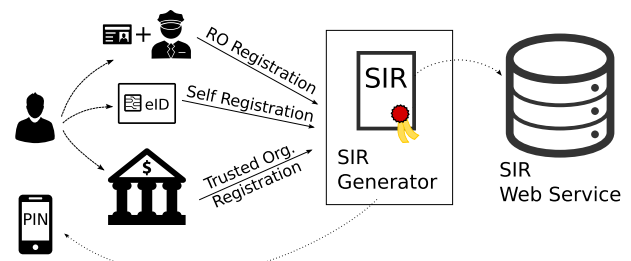 RO Registration
eID
Self Registration
$
Trusted Org.
Registration
PIN
SIR
SIR
Generator
SIR
Web Service